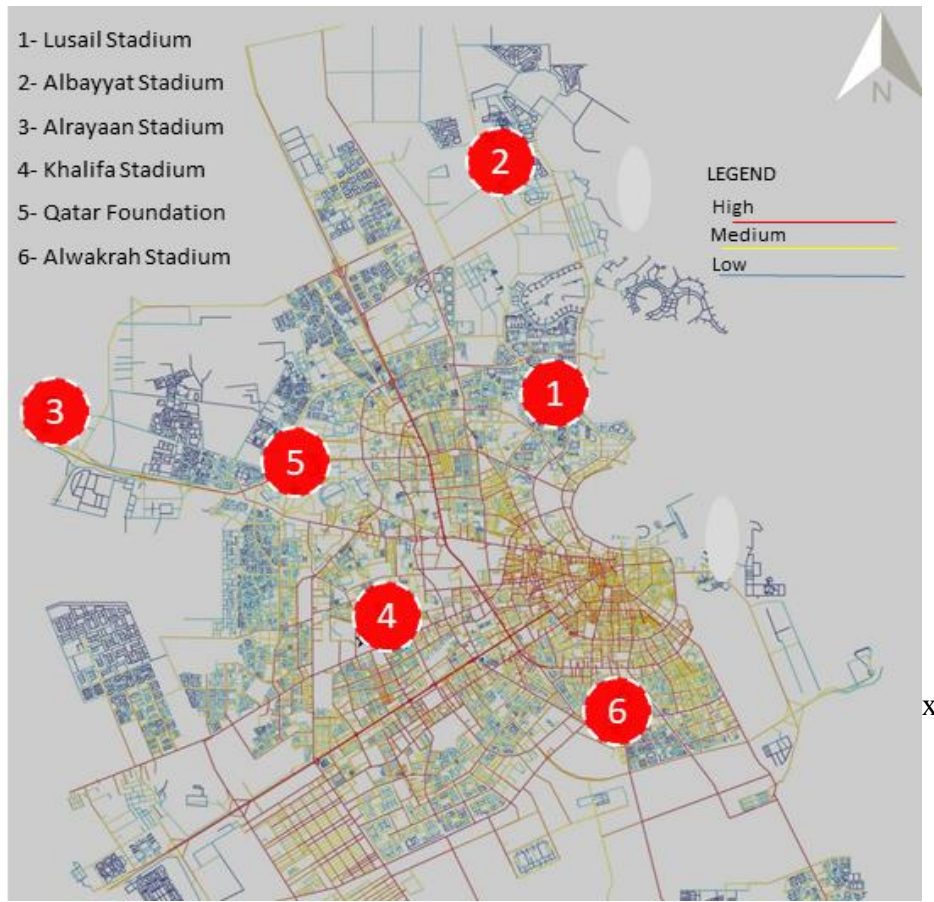 1- Lusail Stadium
2- Albayyat Stadium
3- Alrayaan Stadium
4- Khalifa Stadium
5- Qatar Foundation
6- Alwakrah Stadium
N
LEGEND
High
Medium
Low
2
1
3
5
4
6
x